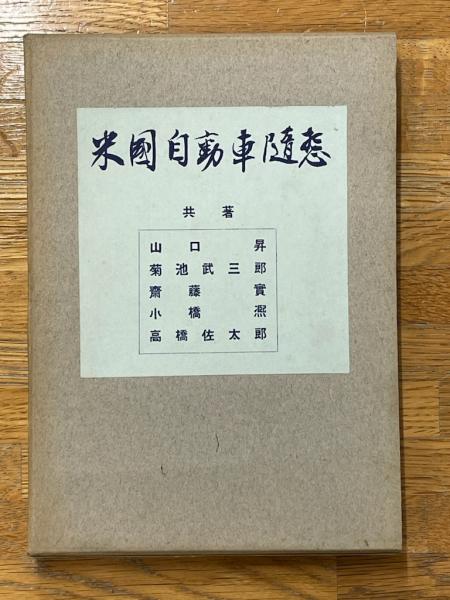 米國自動車隨想
共著
山口昇
菊池武三郎
齋藤實
小橋
高橋佐太郎